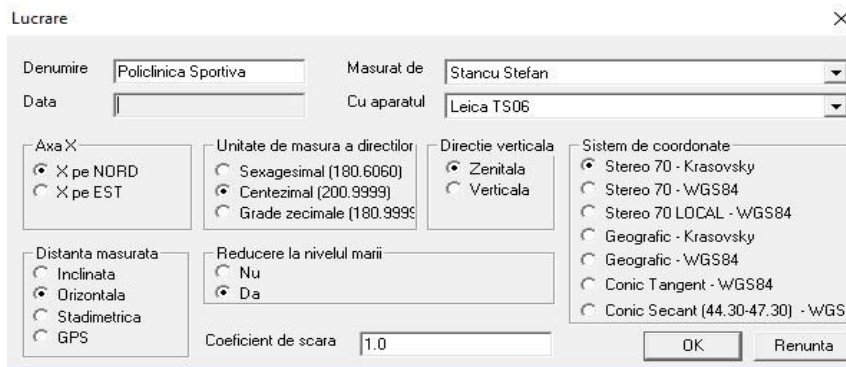 Lucrare
Denumire Policlinica Sportiva Masurat de Stancu Stefan
Data Cu aparatul Leica TS06
Axa X
X pe NORD
X pe EST
Unitate de masura a directiilor
Sexagesimal (180.6060)
Centezimal (200.9999)
Grade zecimale (180.9999
Directie verticala
Zenitala
Verticala
Sistem de coordonate
Stereo 70 - Krasovsky
Stereo 70 - WGS84
Stereo 70 LOCAL - WGS84
Geografic - Krasovsky
Geografic - WGS84
Conic Tangent - WGS84
Conic Secant (44.30-47.30) - WGS
Distanta masurata
Inclinata
Orizontala
Stadimetrica
GPS
Reducere la nivelul marii
Nu
Da
Coeficient de scara 1.0
OK Renunta